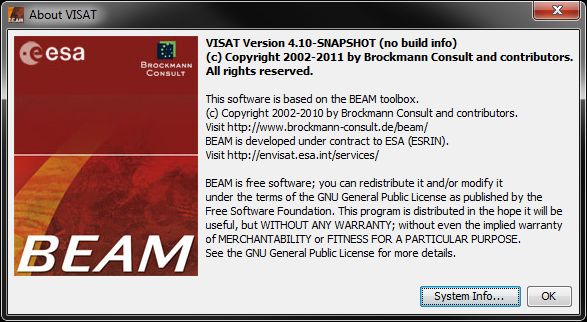 About VISAT
esa
BROCKMANN
CONSULT
BEAM
VISAT Version 4.10-SNAPSHOT (no build info)
(c) Copyright 2002-2011 by Brockmann Consult and contributors.
All rights reserved.
This software is based on the BEAM toolbox.
(c) Copyright 2002-2010 by Brockmann Consult and contributors.
Visit http://www.brockmann-consult.de/beam/
BEAM is developed under contract to ESA (ESRIN).
Visit http://envisat.esa.int/services/
BEAM is free software; you can redistribute it and/or modify it
under the terms of the GNU General Public License as published by the
Free Software Foundation. This program is distributed in the hope it will be
useful, but WITHOUT ANY WARRANTY; without even the implied warranty
of MERCHANTABILITY or FITNESS FOR A PARTICULAR PURPOSE.
See the GNU General Public License for more details.
System Info...
OK